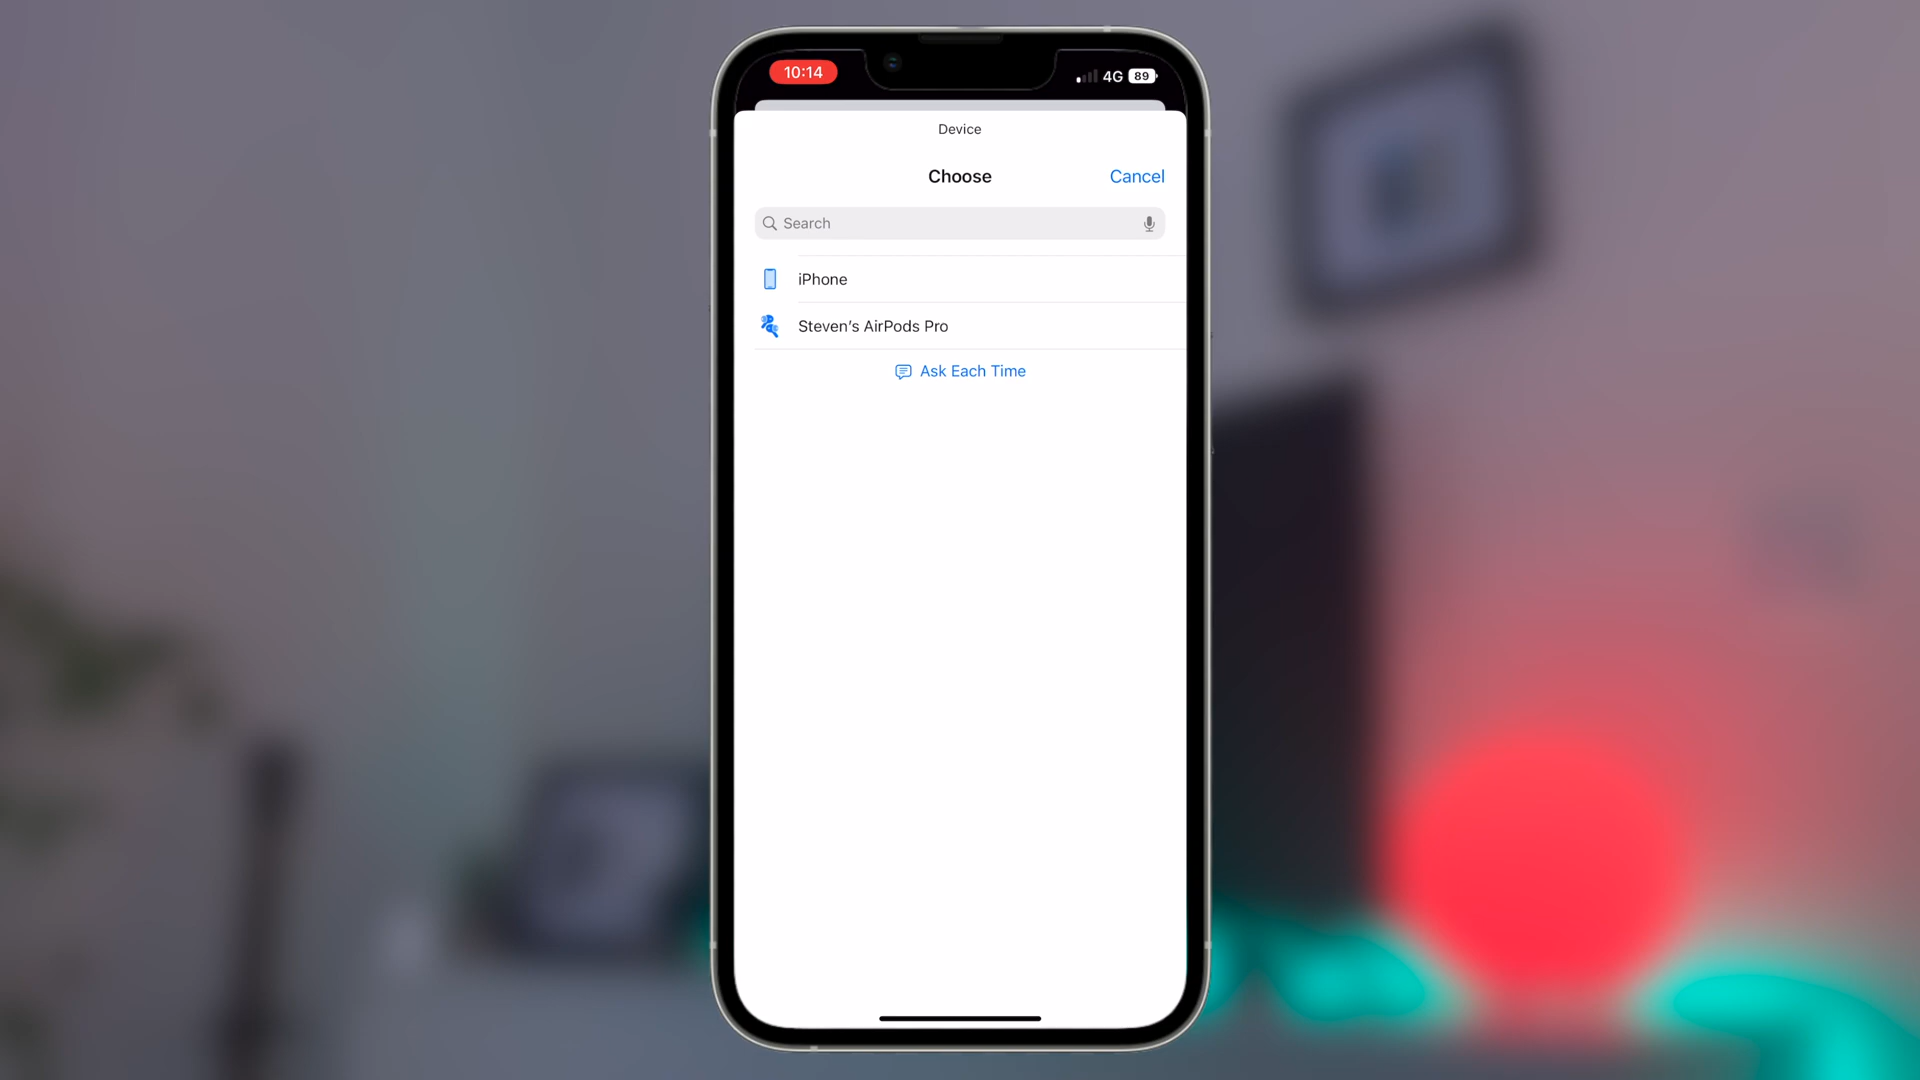 10:14
4G 89
Device
Choose
Cancel
Search
iPhone
Steven's AirPods Pro
Ask Each Time